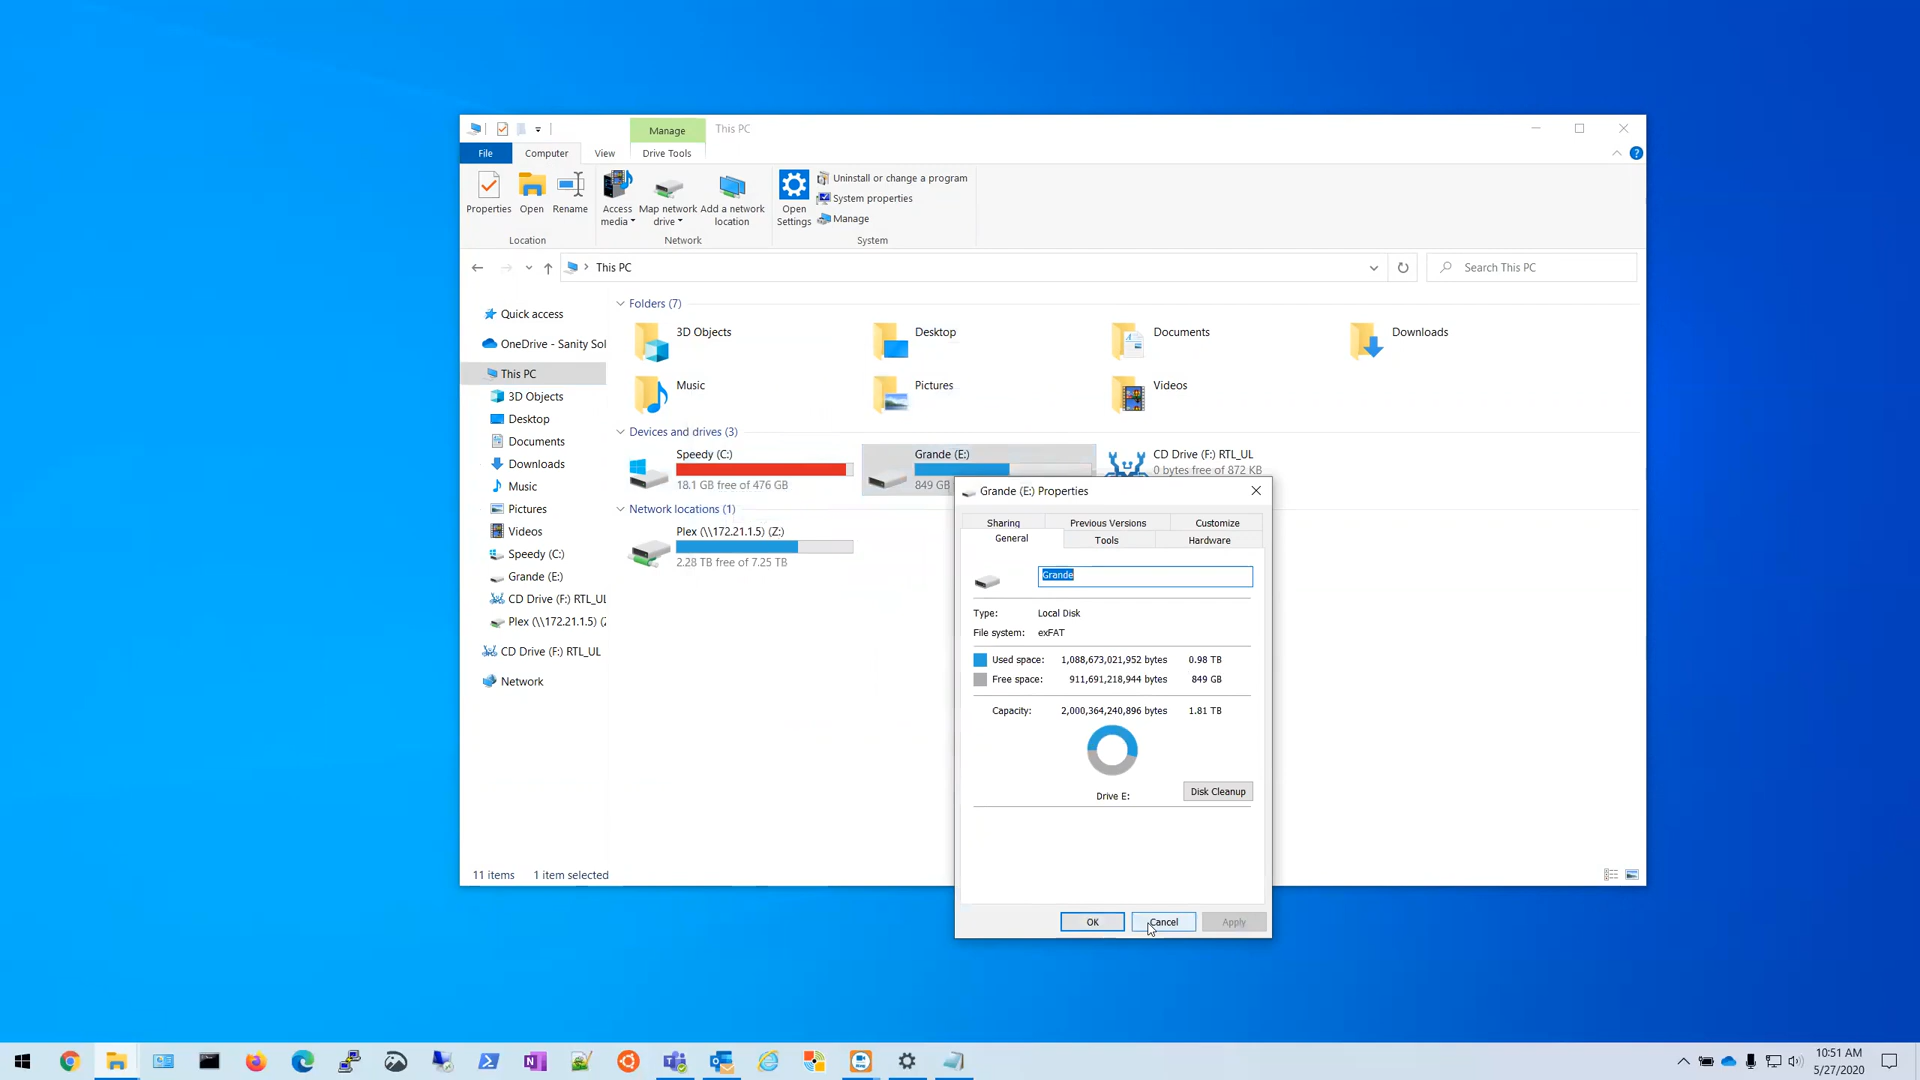 Manage
This PC
File
Computer
View
Drive Tools
Properties
Open
Rename
Access media
Map network drive
Add a network location
Open Settings
Uninstall or change a program
System properties
Manage
Location
Network
System
This PC
Search This PC
Quick access
OneDrive - Sanity Sol
This PC
3D Objects
Desktop
Documents
Downloads
Music
Pictures
Videos
Speedy (C:)
Grande (E:)
CD Drive (F:) RTL_UL
Plex (\\172.21.1.5) (Z
CD Drive (F:) RTL_UL
Network
Folders (7)
3D Objects
Desktop
Documents
Downloads
Music
Pictures
Videos
Devices and drives (3)
Speedy (C:)
18.1 GB free of 476 GB
Grande (E:)
849 GB
CD Drive (F:) RTL_UL
0 bytes free of 872 KB
Network locations (1)
Plex (\\172.21.1.5) (Z:)
2.28 TB free of 7.25 TB
Grande (E:) Properties
Sharing
Previous Versions
Customize
General
Tools
Hardware
Grande
Type: Local Disk
File system: exFAT
Used space: 1,088,673,021,952 bytes 0.98 TB
Free space: 911,691,218,944 bytes 849 GB
Capacity: 2,000,364,240,896 bytes 1.81 TB
Drive E:
Disk Cleanup
OK
Cancel
Apply
11 items
1 item selected
10:51 AM
5/27/2020